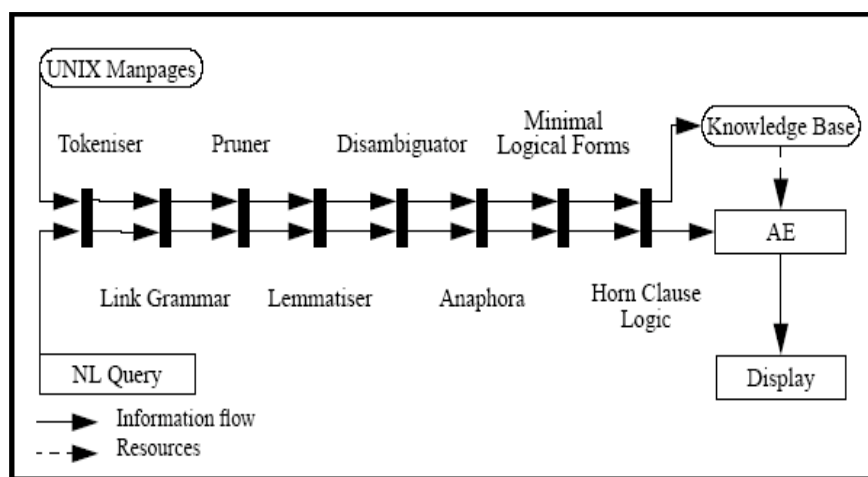 UNIX Manpages
Tokeniser
Pruner
Disambiguator
Minimal
Logical Forms
Knowledge Base
AE
Link Grammar
Lemmatiser
Anaphora
Horn Clause
Logic
NL Query
Display
Information flow
Resources